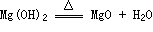 Mg(OH)₂ ══△══ MgO + H₂O